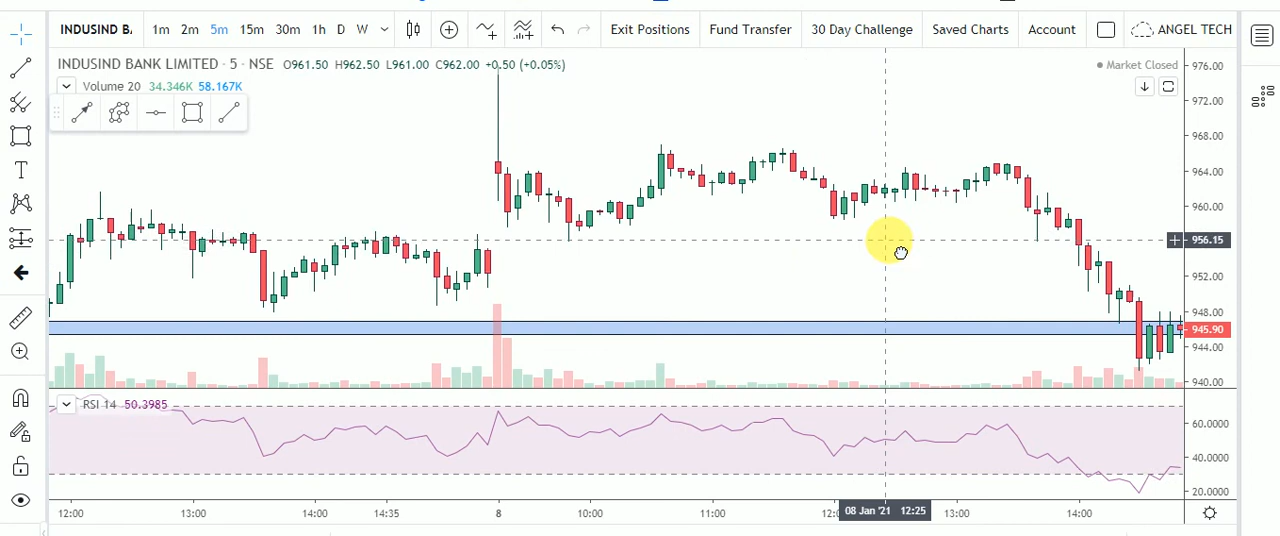 INDUSIND B. 1m 2m 5m 15m 30m 1h D W Exit Positions Fund Transfer 30 Day Challenge Saved Charts Account ANGEL TECH
INDUSIND BANK LIMITED · 5 · NSE O961.50 H962.50 L961.00 C962.00 +0.50 (+0.05%) Market Closed
976.00
Volume 20 34.346K 58.167K
972.00
968.00
964.00
960.00
956.15
952.00
948.00
945.90
944.00
940.00
RSI 14 50.3985
60.0000
40.0000
20.0000
12:00 13:00 14:00 14:35 8 10:00 11:00 08 Jan '21 12:25 13:00 14:00
T